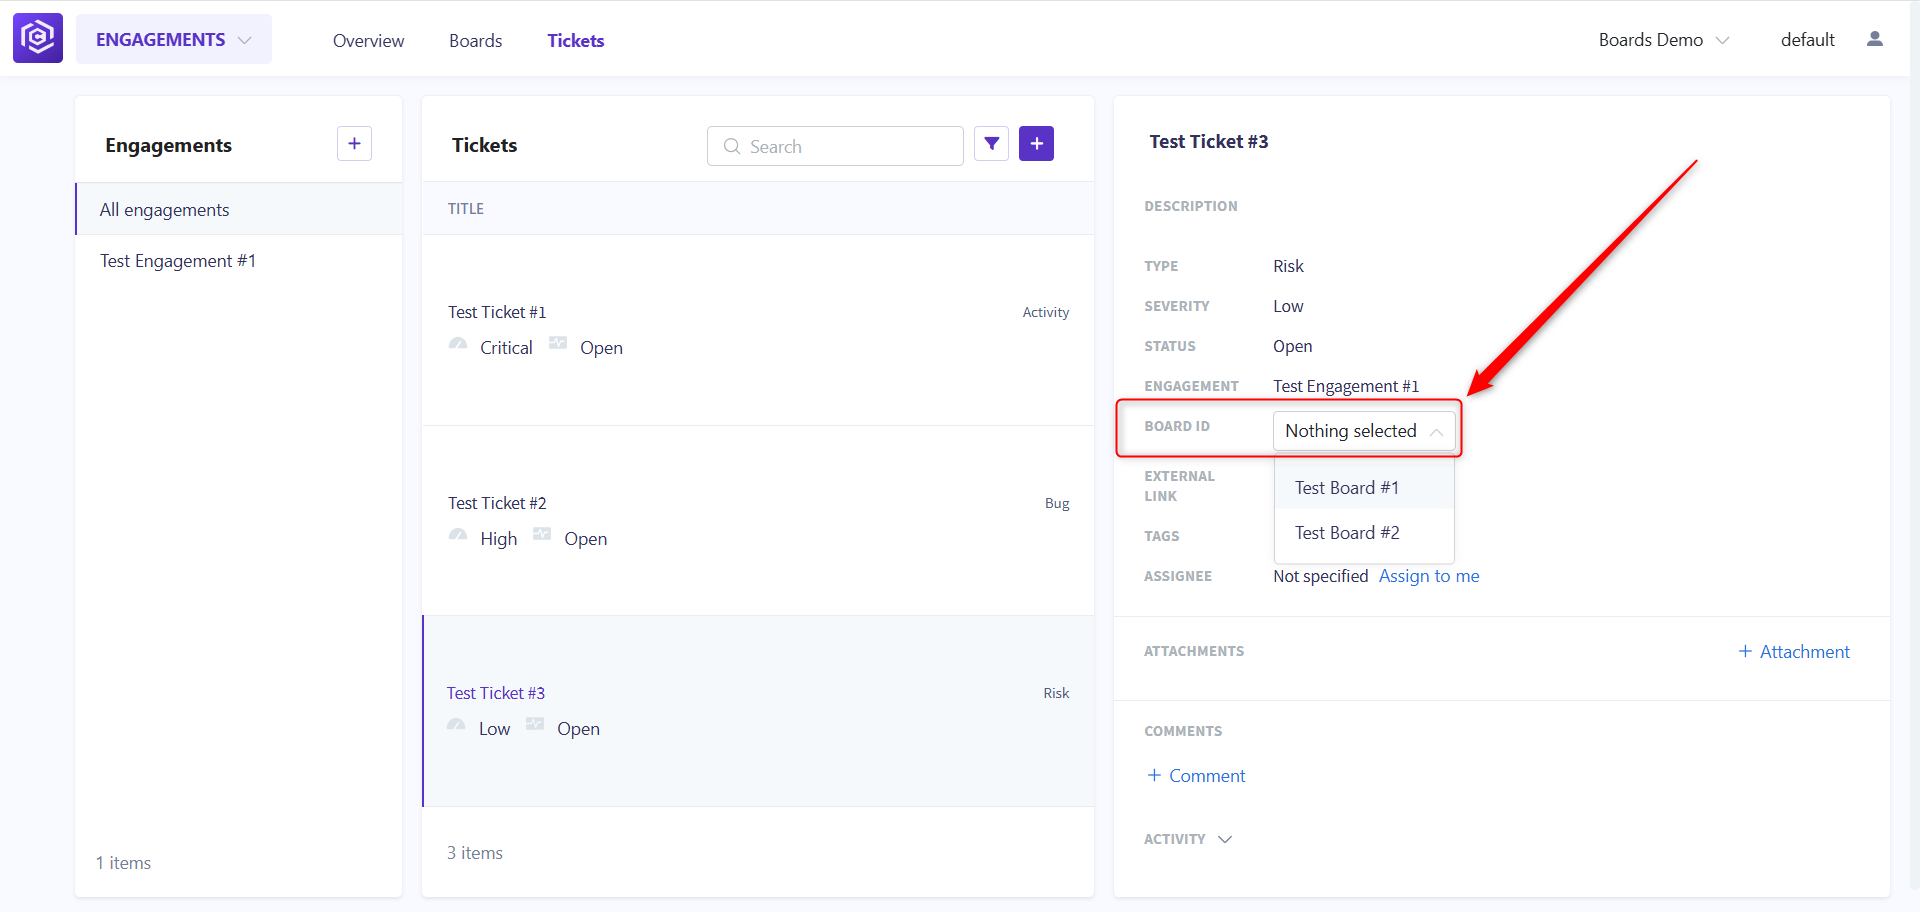 ENGAGEMENTS
Overview
Boards
Tickets
Boards Demo
default
Engagements
+
All engagements
Test Engagement #1
1 items
Tickets
Search
+
TITLE
Test Ticket #1
Activity
Critical
Open
Test Ticket #2
Bug
High
Open
Test Ticket #3
Risk
Low
Open
3 items
Test Ticket #3
DESCRIPTION
TYPE
Risk
SEVERITY
Low
STATUS
Open
ENGAGEMENT
Test Engagement #1
BOARD ID
Nothing selected
Test Board #1
Test Board #2
EXTERNAL
LINK
TAGS
ASSIGNEE
Not specified
Assign to me
ATTACHMENTS
+ Attachment
COMMENTS
+ Comment
ACTIVITY